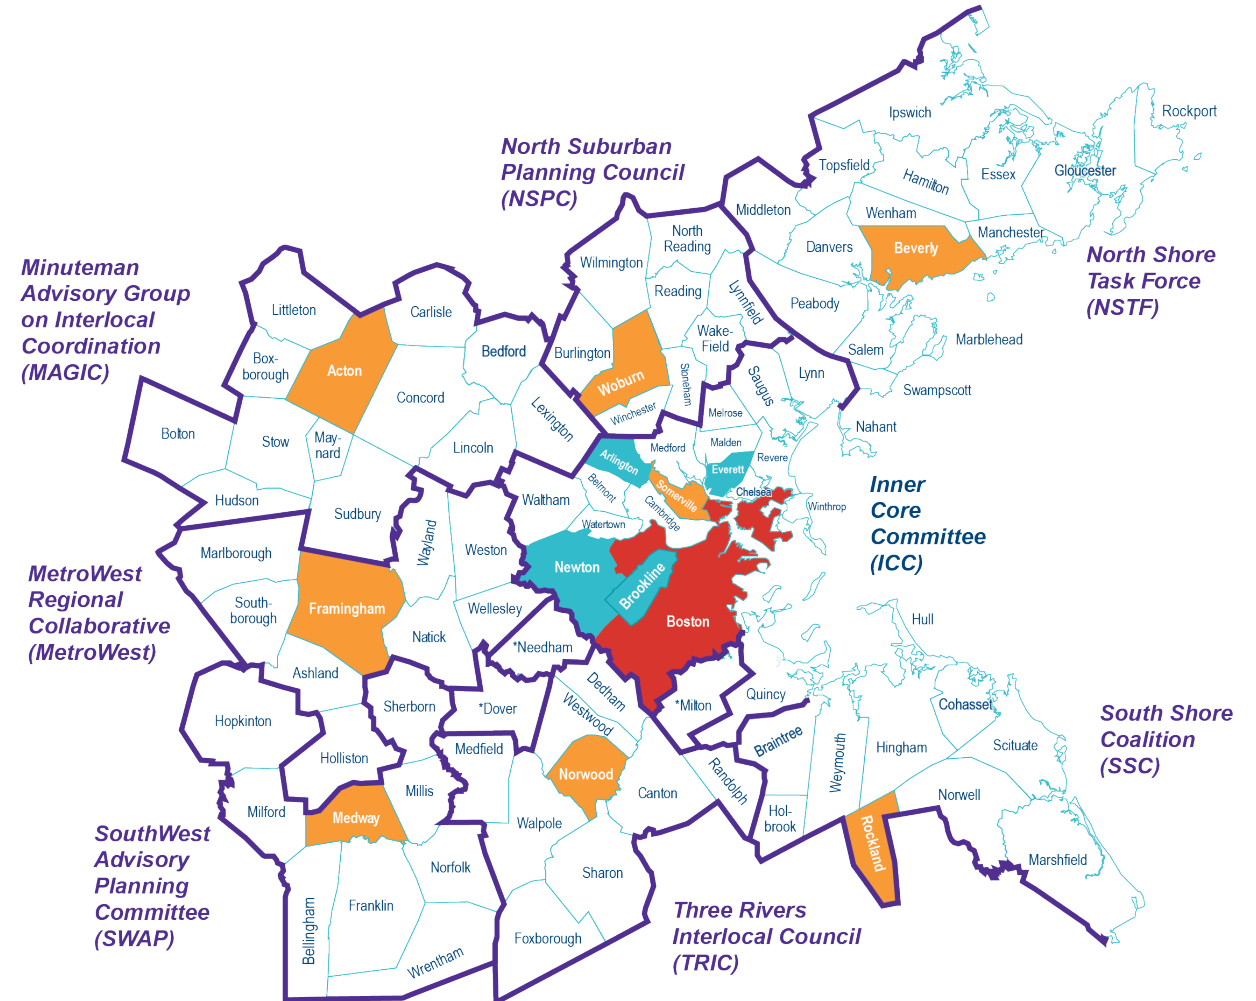 Ipswich
Rockport
North Suburban
Planning Council
(NSPC)
Topsfield
Hamilton
Essex
Gloucester
Middleton
Wenham
Manchester
North
Reading
Danvers
Beverly
North Shore
Task Force
(NSTF)
Minuteman
Advisory Group
on Interlocal
Coordination
(MAGIC)
Wilmington
Reading
Lynnfield
Peabody
Littleton
Carlisle
Marblehead
Salem
Wake-
Field
Burlington
Bedford
Box-
borough
Acton
Woburn
Stoneham
Saugus
Lynn
Swampscott
Concord
Winchester
Melrose
Lexington
Nahant
Bolton
Stow
May-
nard
Lincoln
Medford
Malden
Revere
Arlington
Everett
Hudson
Sudbury
Waltham
Belmont
Somerville
Cambridge
Chelsea
Winthrop
Inner
Core
Committee
(ICC)
Watertown
Marlborough
Wayland
Weston
Newton
Brookline
Boston
MetroWest
Regional
Collaborative
(MetroWest)
South-
borough
Framingham
Wellesley
Natick
*Needham
Hull
Ashland
Dedham
Westwood
*Milton
Quincy
Hopkinton
Sherborn
*Dover
Cohasset
South Shore
Coalition
(SSC)
Holliston
Medfield
Braintree
Weymouth
Hingham
Scituate
Norwood
Randolph
Canton
Millis
Milford
Medway
Norwell
Hol-
brook
Rockland
Walpole
SouthWest
Advisory
Planning
Committee
(SWAP)
Norfolk
Sharon
Marshfield
Franklin
Bellingham
Wrentham
Foxborough
Three Rivers
Interlocal Council
(TRIC)